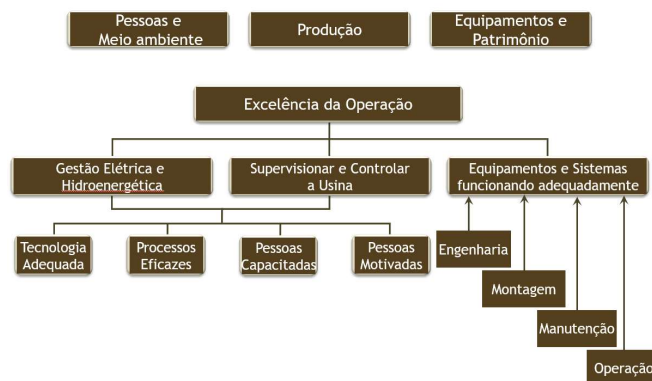 Pessoas e
Meio ambiente
Produção
Equipamentos e
Patrimônio
Excelência da Operação
Gestão Elétrica e
Hidroenergética
Supervisionar e Controlar
a Usina
Equipamentos e Sistemas
funcionando adequadamente
Tecnologia
Adequada
Processos
Eficazes
Pessoas
Capacitadas
Pessoas
Motivadas
Engenharia
Montagem
Manutenção
Operação